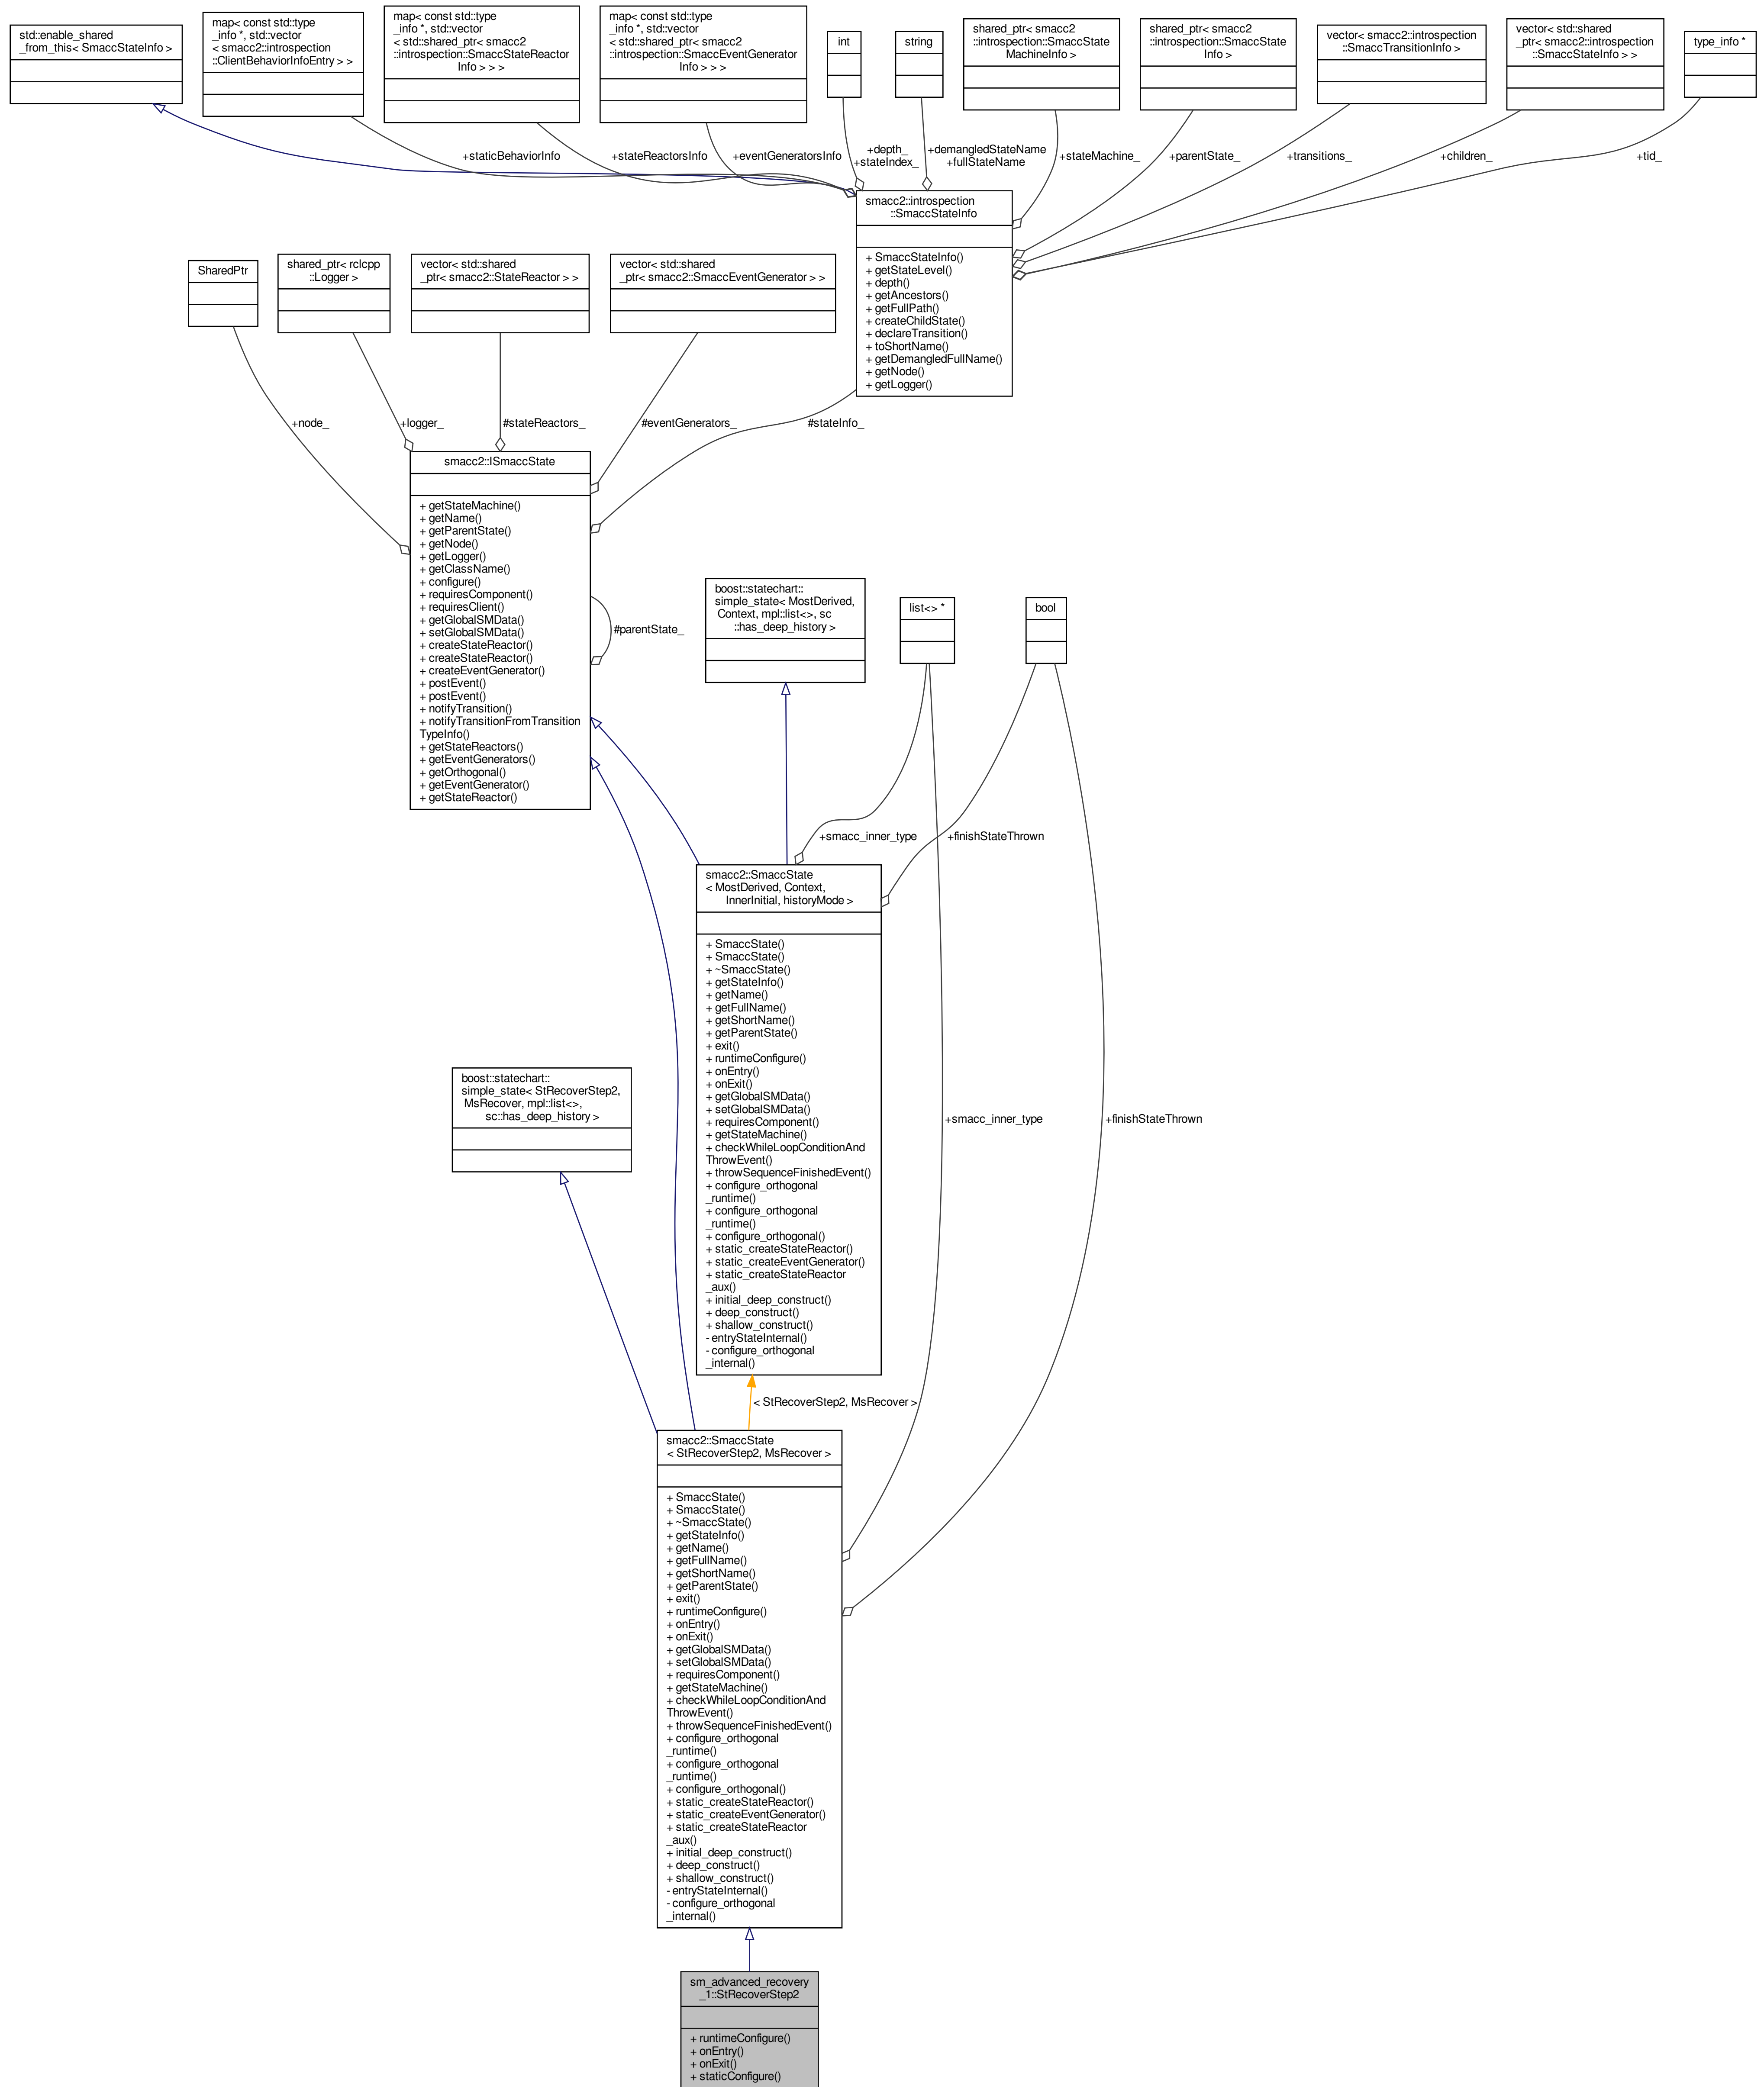 std::enable_shared
_from_this< SmaccStateInfo >
map< const std::type
_info *, std::vector
< smacc2::introspection
::ClientBehaviorInfoEntry > >
map< const std::type
_info *, std::vector
< std::shared_ptr< smacc2
::introspection::SmaccStateReactor
Info > > >
map< const std::type
_info *, std::vector
< std::shared_ptr< smacc2
::introspection::SmaccEventGenerator
Info > > >
int
string
shared_ptr< smacc2
::introspection::SmaccState
MachineInfo >
shared_ptr< smacc2
::introspection::SmaccState
Info >
vector< smacc2::introspection
::SmaccTransitionInfo >
vector< std::shared
_ptr< smacc2::introspection
::SmaccStateInfo > >
type_info *
+staticBehaviorInfo
+stateReactorsInfo
+eventGeneratorsInfo
+depth_
+stateIndex_
+demangledStateName
+fullStateName
+stateMachine_
+parentState_
+transitions_
+children_
+tid_
smacc2::introspection
::SmaccStateInfo
+ SmaccStateInfo()
+ getStateLevel()
+ depth()
+ getAncestors()
+ getFullPath()
+ createChildState()
+ declareTransition()
+ toShortName()
+ getDemangledFullName()
+ getNode()
+ getLogger()
SharedPtr
shared_ptr< rclcpp
::Logger >
vector< std::shared
_ptr< smacc2::StateReactor > >
vector< std::shared
_ptr< smacc2::SmaccEventGenerator > >
+node_
+logger_
#stateReactors_
#eventGenerators_
#stateInfo_
smacc2::ISmaccState
+ getStateMachine()
+ getName()
+ getParentState()
+ getNode()
+ getLogger()
+ getClassName()
+ configure()
+ requiresComponent()
+ requiresClient()
+ getGlobalSMData()
+ setGlobalSMData()
+ createStateReactor()
+ createStateReactor()
+ createEventGenerator()
+ postEvent()
+ postEvent()
+ notifyTransition()
+ notifyTransitionFromTransition
TypeInfo()
+ getStateReactors()
+ getEventGenerators()
+ getOrthogonal()
+ getEventGenerator()
+ getStateReactor()
#parentState_
boost::statechart::
simple_state< MostDerived,
Context, mpl::list<>, sc
::has_deep_history >
list<> *
bool
+smacc_inner_type
+finishStateThrown
smacc2::SmaccState
< MostDerived, Context,
InnerInitial, historyMode >
+ SmaccState()
+ SmaccState()
+ ~SmaccState()
+ getStateInfo()
+ getName()
+ getFullName()
+ getShortName()
+ getParentState()
+ exit()
+ runtimeConfigure()
+ onEntry()
+ onExit()
+ getGlobalSMData()
+ setGlobalSMData()
+ requiresComponent()
+ getStateMachine()
+ checkWhileLoopConditionAnd
ThrowEvent()
+ throwSequenceFinishedEvent()
+ configure_orthogonal
_runtime()
+ configure_orthogonal
_runtime()
+ configure_orthogonal()
+ static_createStateReactor()
+ static_createEventGenerator()
+ static_createStateReactor
_aux()
+ initial_deep_construct()
+ deep_construct()
+ shallow_construct()
- entryStateInternal()
- configure_orthogonal
_internal()
boost::statechart::
simple_state< StRecoverStep2,
MsRecover, mpl::list<>,
sc::has_deep_history >
+smacc_inner_type
+finishStateThrown
< StRecoverStep2, MsRecover >
smacc2::SmaccState
< StRecoverStep2, MsRecover >
+ SmaccState()
+ SmaccState()
+ ~SmaccState()
+ getStateInfo()
+ getName()
+ getFullName()
+ getShortName()
+ getParentState()
+ exit()
+ runtimeConfigure()
+ onEntry()
+ onExit()
+ getGlobalSMData()
+ setGlobalSMData()
+ requiresComponent()
+ getStateMachine()
+ checkWhileLoopConditionAnd
ThrowEvent()
+ throwSequenceFinishedEvent()
+ configure_orthogonal
_runtime()
+ configure_orthogonal
_runtime()
+ configure_orthogonal()
+ static_createStateReactor()
+ static_createEventGenerator()
+ static_createStateReactor
_aux()
+ initial_deep_construct()
+ deep_construct()
+ shallow_construct()
- entryStateInternal()
- configure_orthogonal
_internal()
sm_advanced_recovery
_1::StRecoverStep2
+ runtimeConfigure()
+ onEntry()
+ onExit()
+ staticConfigure()